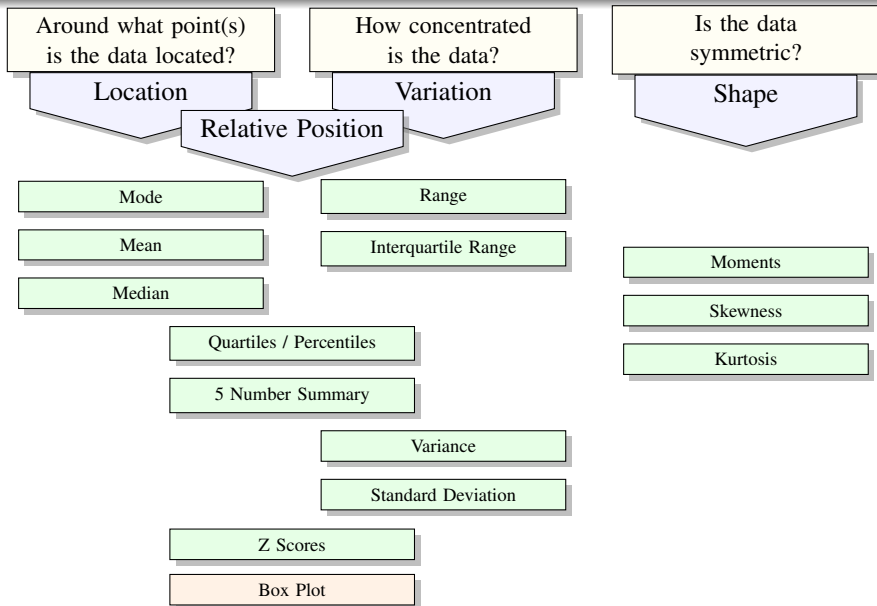 Around what point(s)
is the data located?
How concentrated
is the data?
Is the data
symmetric?
Location
Variation
Shape
Relative Position
Mode
Range
Mean
Interquartile Range
Moments
Median
Skewness
Quartiles / Percentiles
Kurtosis
5 Number Summary
Variance
Standard Deviation
Z Scores
Box Plot